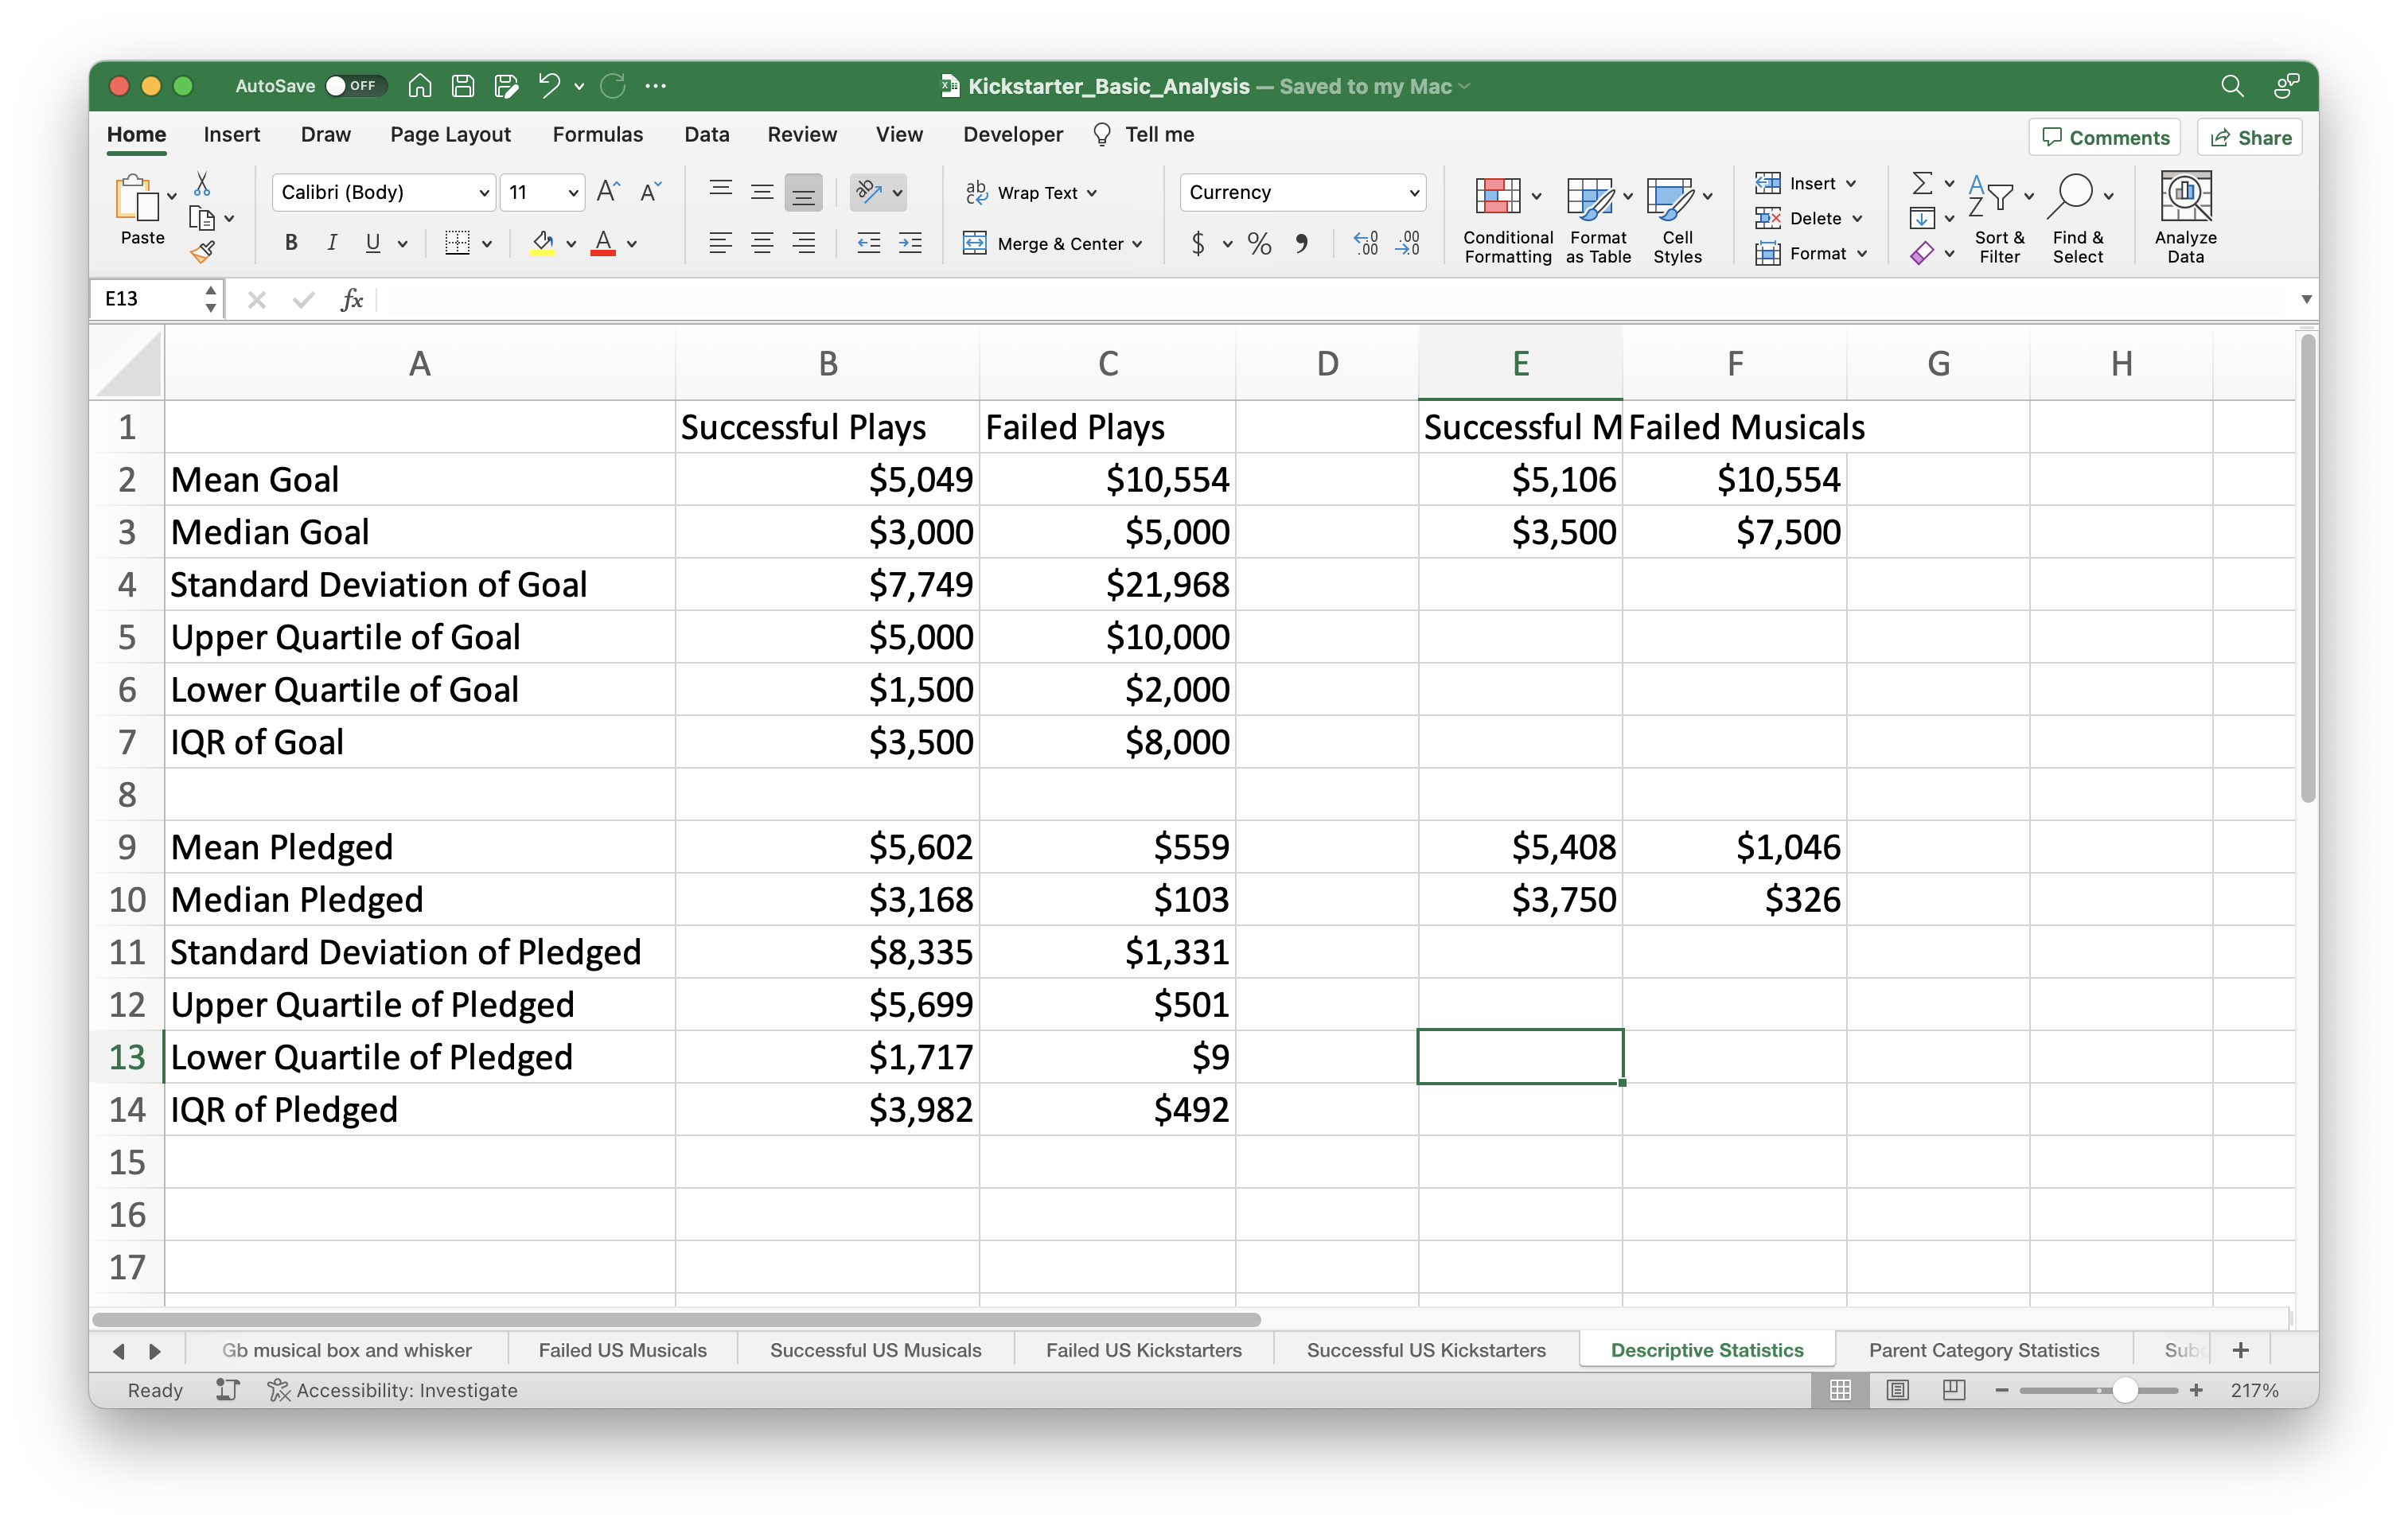 AutoSave OFF Kickstarter_Basic_Analysis — Saved to my Mac
Home Insert Draw Page Layout Formulas Data Review View Developer Tell me Comments Share
Paste Calibri (Body) 11 Wrap Text Currency Conditional Formatting Format as Table Cell Styles Insert Delete Format Sort & Filter Find & Select Analyze Data
B I U Merge & Center $ %
E13 fx
A B C D E F G H
1 Successful Plays Failed Plays Successful M Failed Musicals
2 Mean Goal $5,049 $10,554 $5,106 $10,554
3 Median Goal $3,000 $5,000 $3,500 $7,500
4 Standard Deviation of Goal $7,749 $21,968
5 Upper Quartile of Goal $5,000 $10,000
6 Lower Quartile of Goal $1,500 $2,000
7 IQR of Goal $3,500 $8,000
8
9 Mean Pledged $5,602 $559 $5,408 $1,046
10 Median Pledged $3,168 $103 $3,750 $326
11 Standard Deviation of Pledged $8,335 $1,331
12 Upper Quartile of Pledged $5,699 $501
13 Lower Quartile of Pledged $1,717 $9
14 IQR of Pledged $3,982 $492
15
16
17
Gb musical box and whisker Failed US Musicals Successful US Musicals Failed US Kickstarters Successful US Kickstarters Descriptive Statistics Parent Category Statistics Sub
Ready Accessibility: Investigate 217%